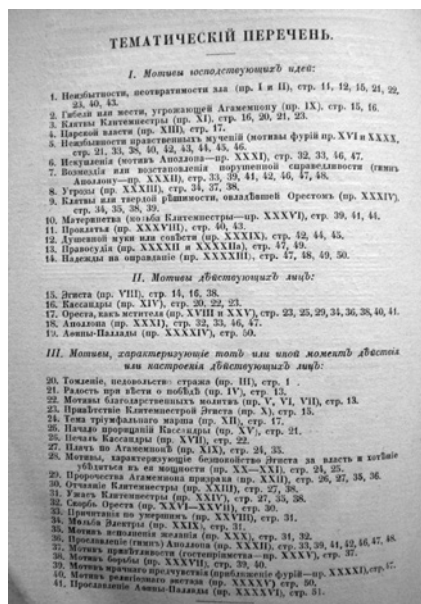 ТЕМАТИЧЕСКІЙ ПЕРЕЧЕНЬ.
I. Мотивы господствующихъ идей:
1. Неизбытности, неотвратимости зла (пр. I и II), стр. 11, 12, 15, 21, 22,
23, 40, 43.
2. Гибели или мести, угрожающей Агамемнону (пр. IX), стр. 15, 16.
3. Клятвы Клитемнестры (пр. XI), стр. 16, 20, 21, 23.
4. Царской власти (пр. XIII), стр. 17.
5. Неизбывности нравственныхъ мученій (мотивы фурій пр. XVI и XXXX,
стр. 21, 33, 38, 40, 42, 43, 44, 45, 46.
6. Искупленія (мотивъ Аполлона—пр. XXXI), стр. 32, 33, 46, 47.
7. Возмездія или возстановленія порушенной справедливости (гимнъ
Аполлону—пр. XXXII), стр. 33, 39, 41, 42, 46, 47, 48.
8. Угрозы (пр. XXXIII), стр. 34, 37, 38.
9. Клятвы или твердой рѣшимости, овладѣвшей Орестомъ (пр. XXXIV),
стр. 34, 35, 38, 39.
10. Материнства (мольба Клитемнестры—пр. XXXVI), стр. 39, 41, 44.
11. Проклятья (пр. XXXVIII), стр. 40, 43.
12. Душевной муки или совѣсти (пр. XXXIX), стр. 42, 44, 45.
13. Правосудія (пр. XXXXII и XXXXIIа), стр. 47, 49.
14. Надежды на оправданіе (пр. XXXXIII), стр. 47, 48, 49, 50.
II. Мотивы дѣйствующихъ лицъ:
15. Эгиста (пр. VIII), стр. 14, 16, 38.
16. Кассандры (пр. XIV), стр. 20, 22, 23.
17. Ореста, какъ мстителя (пр. XVIII и XXV), стр. 23, 25, 29, 34, 36, 38, 40, 41.
18. Аполлона (пр. XXXI), стр. 32, 33, 46, 47.
19. Аѳины-Паллады (пр. XXXXIV), стр. 50.
III. Мотивы, характеризующіе тотъ или иной моментъ дѣйствія
или настроенія дѣйствующихъ лицъ:
20. Томленіе, недовольство стража (пр. III), стр. 1 .
21. Радость при вѣсти о побѣдѣ (пр. IV), стр. 13.
22. Мотивы благодарственныхъ молитвъ (пр. V, VI, VII), стр. 13.
23. Привѣтствіе Клитемнестрой Эгиста (пр. X), стр. 15.
24. Тема тріумфальнаго марша (пр. XII), стр. 17.
25. Начало прорицаній Кассандры (пр. XV), стр. 21.
26. Печаль Кассандры (пр. XVII), стр. 22.
27. Плачъ по Агамемнонѣ (пр. XIX), стр. 24, 33.
28. Мотивы, характеризующіе безпокойство Эгиста за власть и хотѣніе
убѣдиться въ ея мощности (пр. XX—XXI), стр. 24, 25.
29. Пророчества Агамемнона призрака (пр. XXII), стр. 26, 27, 35, 36.
30. Отчаяніе Клитемнестры (пр. XXIII), стр. 27, 38.
31. Ужасъ Клитемнестры (пр. XXIV), стр. 27, 35, 38.
32. Скорбь Ореста (пр. XXVI—XXVII), стр. 30.
33. Причитанія по умершимъ (пр. XXVIII), стр. 31.
34. Мольба Электры (пр. XXIX), стр. 31.
35. Мотивъ исполненія желанія (пр. XXX), стр. 31, 32.
36. Прославленіе (гимнъ) Аполлона (пр. XXXII), стр. 33, 39, 41, 42, 46, 47, 48.
37. Мотивъ привѣтливости (гостепріимства—пр. XXXV), стр. 37.
38. Мотивъ борьбы (пр. XXXVII), стр. 39, 40.
39. Мотивъ мрачнаго предчувствія (приближеніе фурій—пр. XXXXI), стр. 47.
40. Мотивъ религіознаго экстаза (пр. XXXXV) стр. 50.
41. Прославленіе Аѳины-Паллады (пр. XXXXVI), стр. 51.